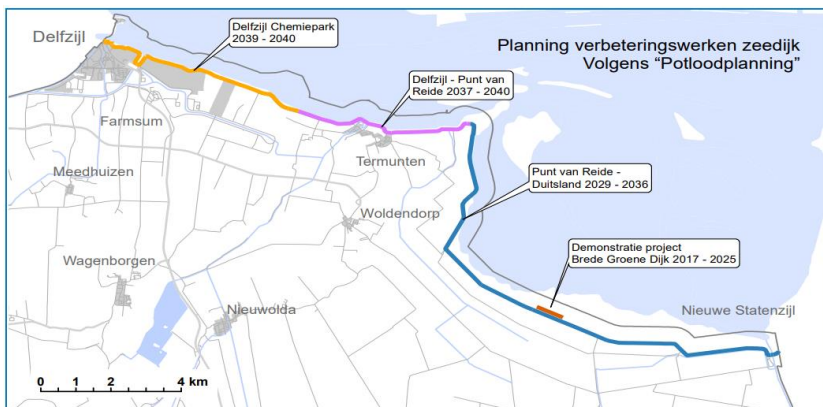 Delfzijl
Delfzijl Chemiepark
2039 - 2040
Planning verbeteringswerken zeedijk
Volgens “Potloodplanning”
Delfzijl - Punt van
Reide 2037 - 2040
Farmsum
Termunten
Meedhuizen
Punt van Reide -
Duitsland 2029 - 2036
Woldendorp
Demonstratie project
Brede Groene Dijk 2017 - 2025
Wagenborgen
Nieuwolda
Nieuwe Statenzijl
0 1 2 4 km